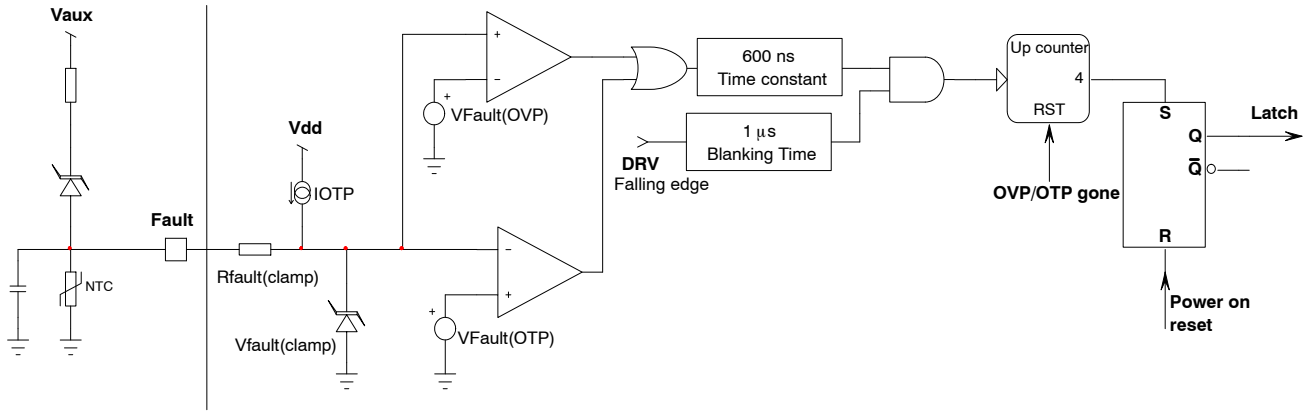 Vaux
Fault
NTC
Rfault(clamp)
Vdd
IOTP
Vfault(clamp)
+
−
+
VFault(OVP)
−
+
+
VFault(OTP)
600 ns
Time constant
1 μs
Blanking Time
DRV
Falling edge
Up counter
4
RST
OVP/OTP gone
S
Q
Q̅
R
Latch
Power on
reset